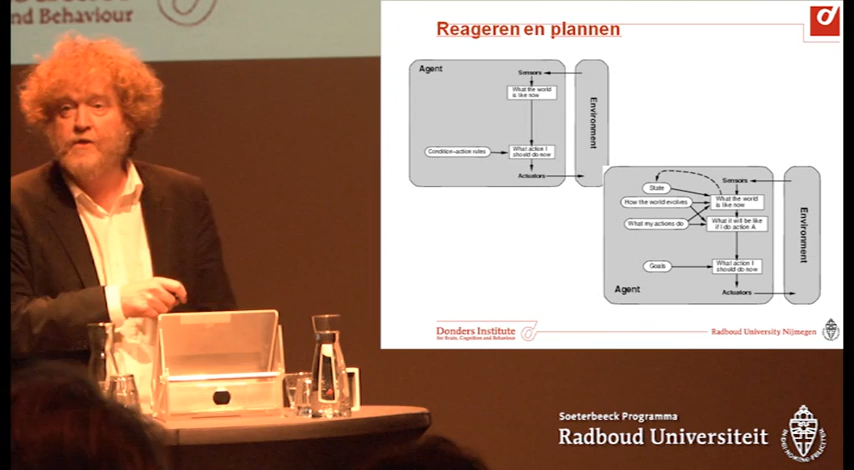 nd Behaviour
Reageren en plannen
Agent
Sensors
What the world
is like now
Condition-action rules
What action I
should do now
Actuators
Environment
Sensors
State
How the world evolves
What the world
is like now
What my actions do
What it will be like
if I do action A
Goals
What action I
should do now
Agent
Actuators
Environment
Donders Institute
for Brain, Cognition and Behaviour
Radboud University Nijmegen
Soeterbeeck Programma
Radboud Universiteit